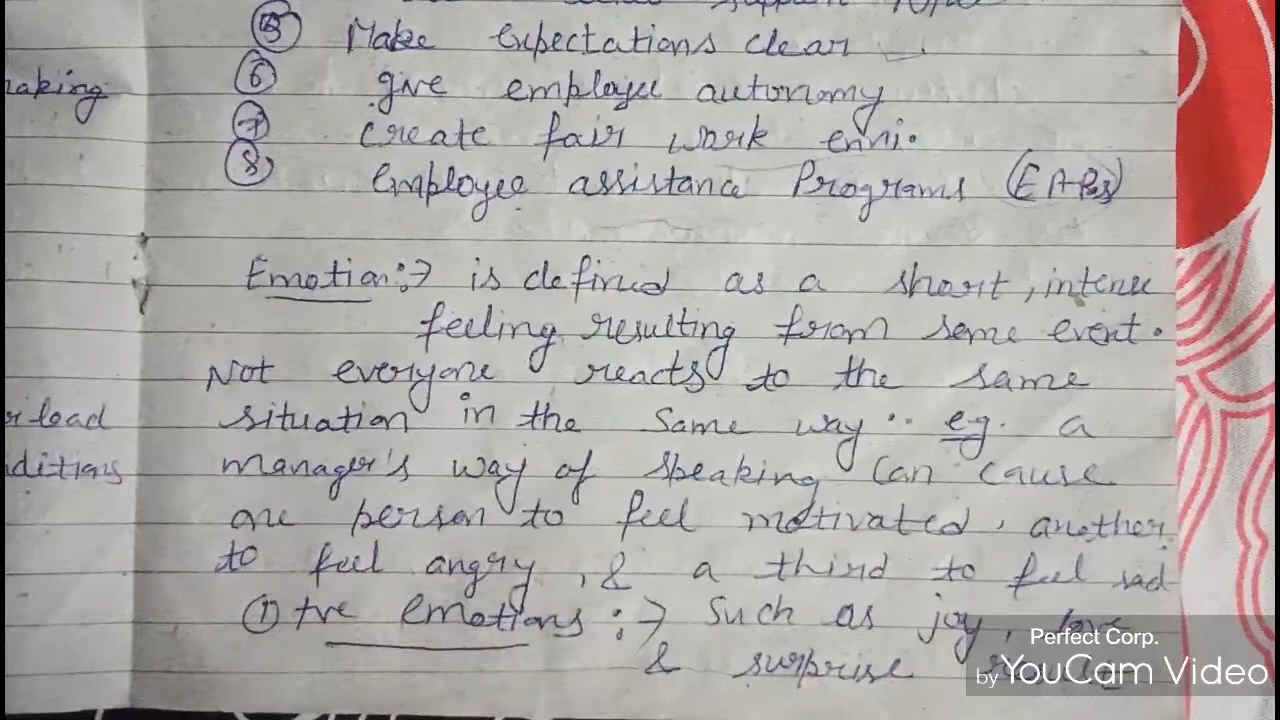 support
⑤ Make expectations clear
⑥ give employee autonomy
⑦ create fair work envi.
⑧ Employee assistance Programs (EAPs)
Emotion:→ is defined as a short, intense
feeling resulting from some event.
Not everyone reacts to the same
situation in the same way.. eg. a
manager's way of speaking can cause
one person to feel motivated, another
to feel angry, & a third to feel sad
① +ve emotions :→ such as joy, love
& surprise
making
load
ditions
Perfect Corp.
by YouCam Video